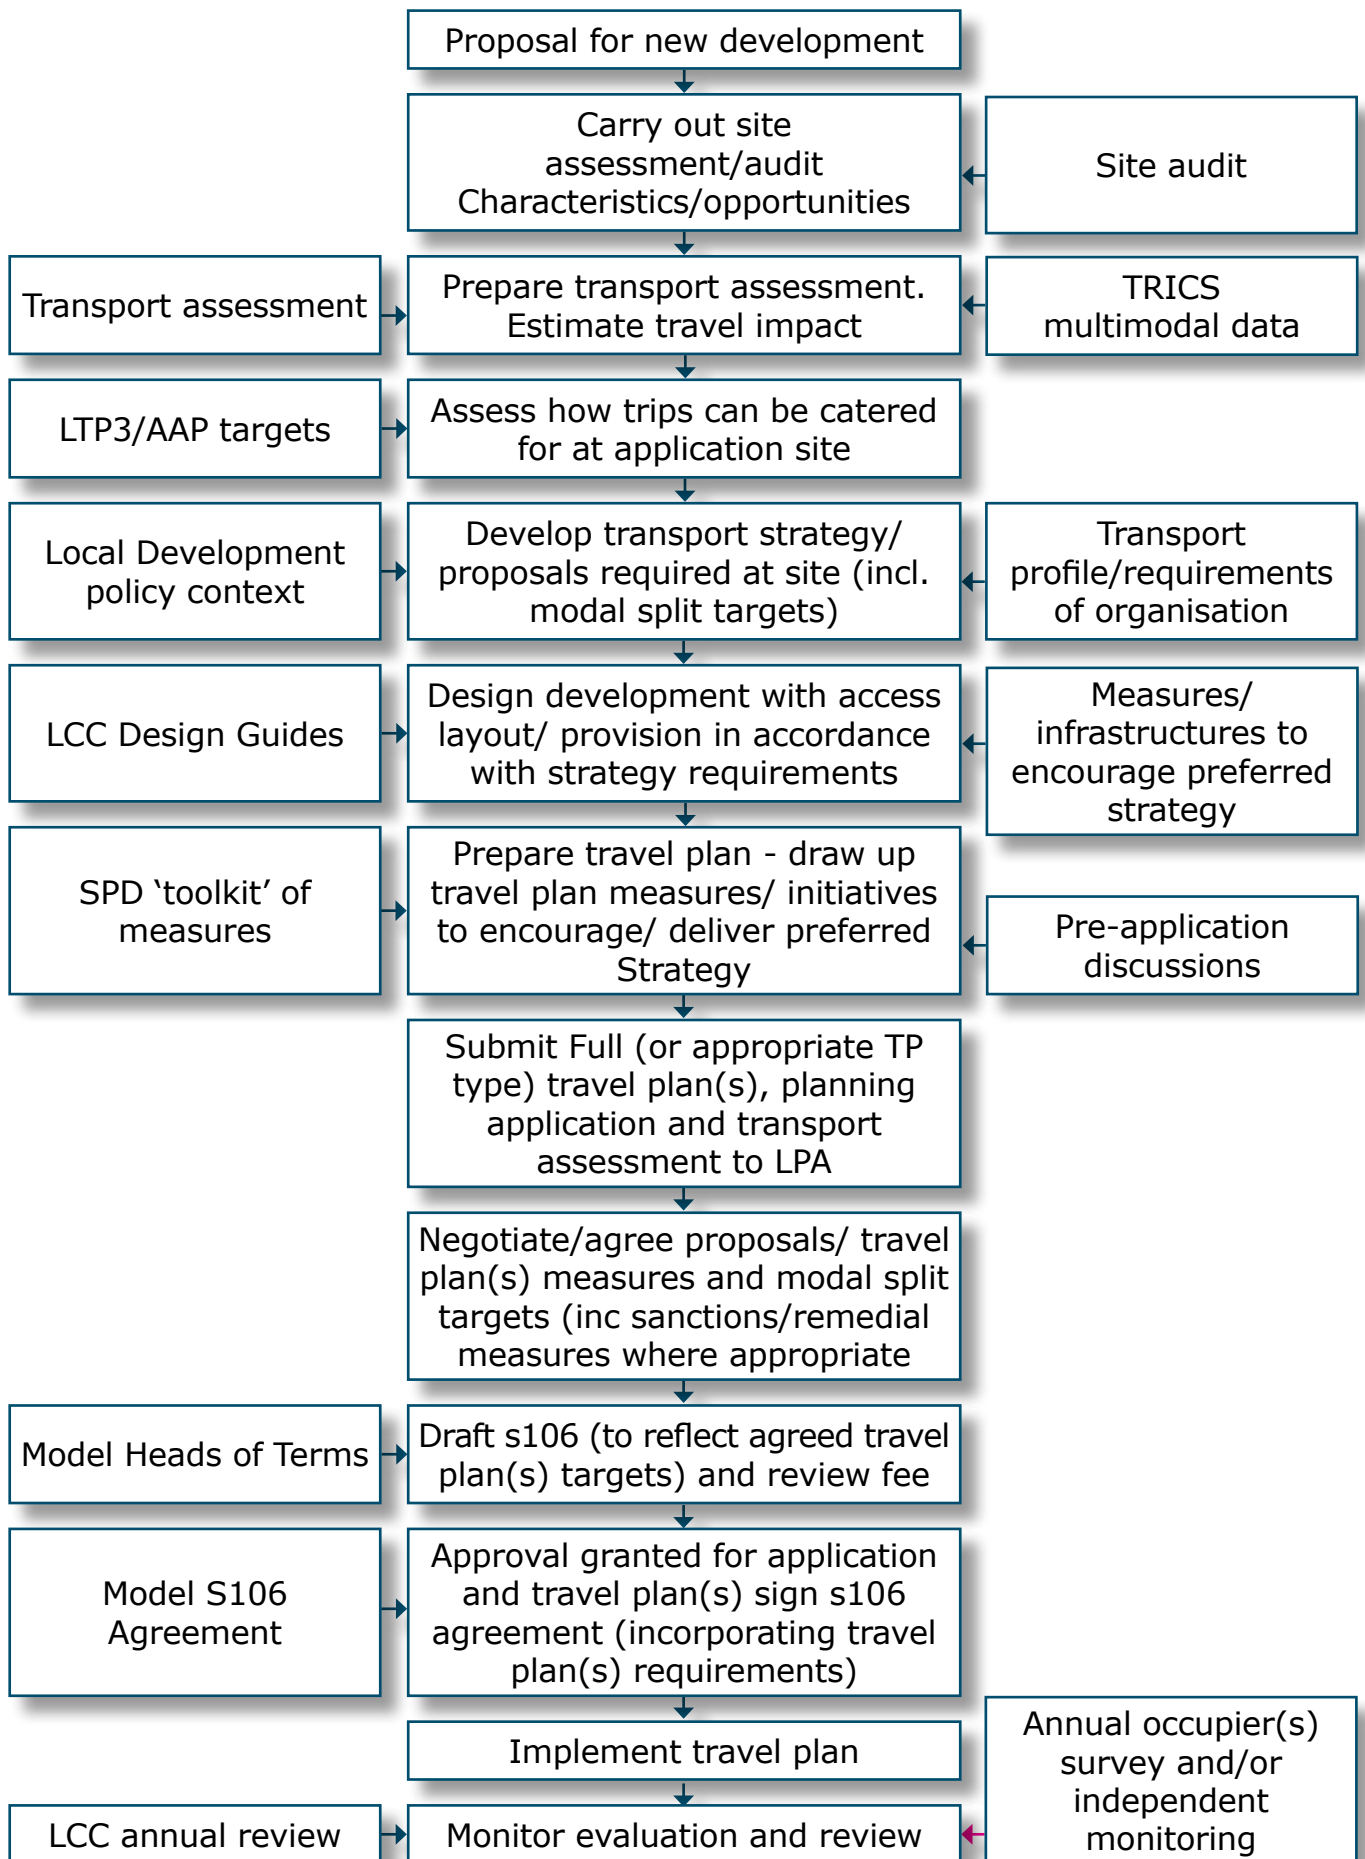 Proposal for new development
Carry out site
assessment/audit
Characteristics/opportunities
Site audit
Transport assessment
Prepare transport assessment.
Estimate travel impact
TRICS
multimodal data
LTP3/AAP targets
Assess how trips can be catered
for at application site
Local Development
policy context
Develop transport strategy/
proposals required at site (incl.
modal split targets)
Transport
profile/requirements
of organisation
LCC Design Guides
Design development with access
layout/ provision in accordance
with strategy requirements
Measures/
infrastructures to
encourage preferred
strategy
SPD ‘toolkit’ of
measures
Prepare travel plan - draw up
travel plan measures/ initiatives
to encourage/ deliver preferred
Strategy
Pre-application
discussions
Submit Full (or appropriate TP
type) travel plan(s), planning
application and transport
assessment to LPA
Negotiate/agree proposals/ travel
plan(s) measures and modal split
targets (inc sanctions/remedial
measures where appropriate
Model Heads of Terms
Draft s106 (to reflect agreed travel
plan(s) targets) and review fee
Model S106
Agreement
Approval granted for application
and travel plan(s) sign s106
agreement (incorporating travel
plan(s) requirements)
Implement travel plan
Annual occupier(s)
survey and/or
independent
monitoring
LCC annual review
Monitor evaluation and review